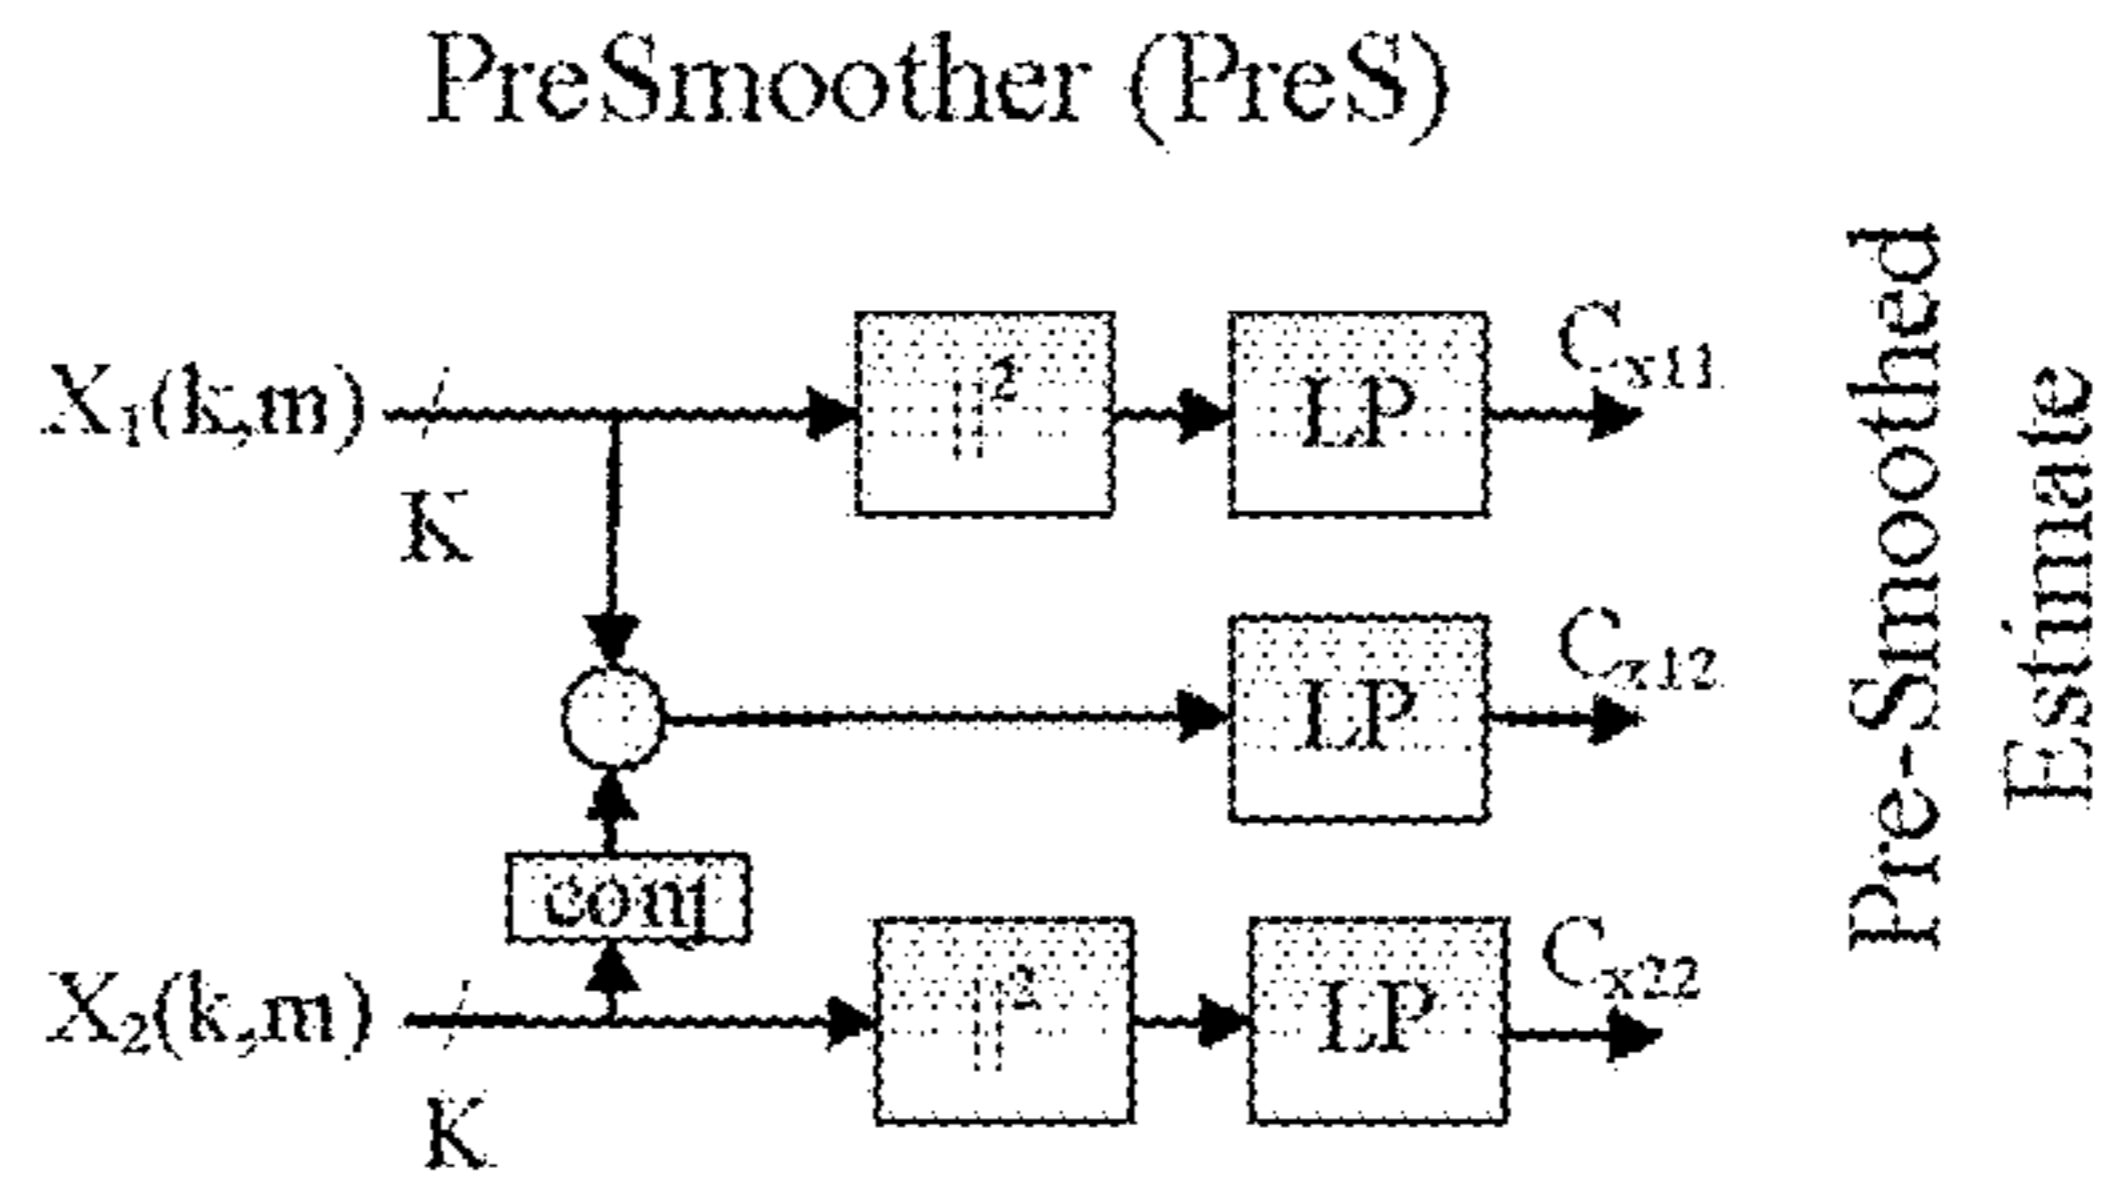 PreSmoother (PreS)
X₁(k,m)
K
||²
LP
Cₓ₁₁
LP
Cₓ₁₂
conj
X₂(k,m)
K
||²
LP
Cₓ₂₂
Pre-Smoothed
Estimate